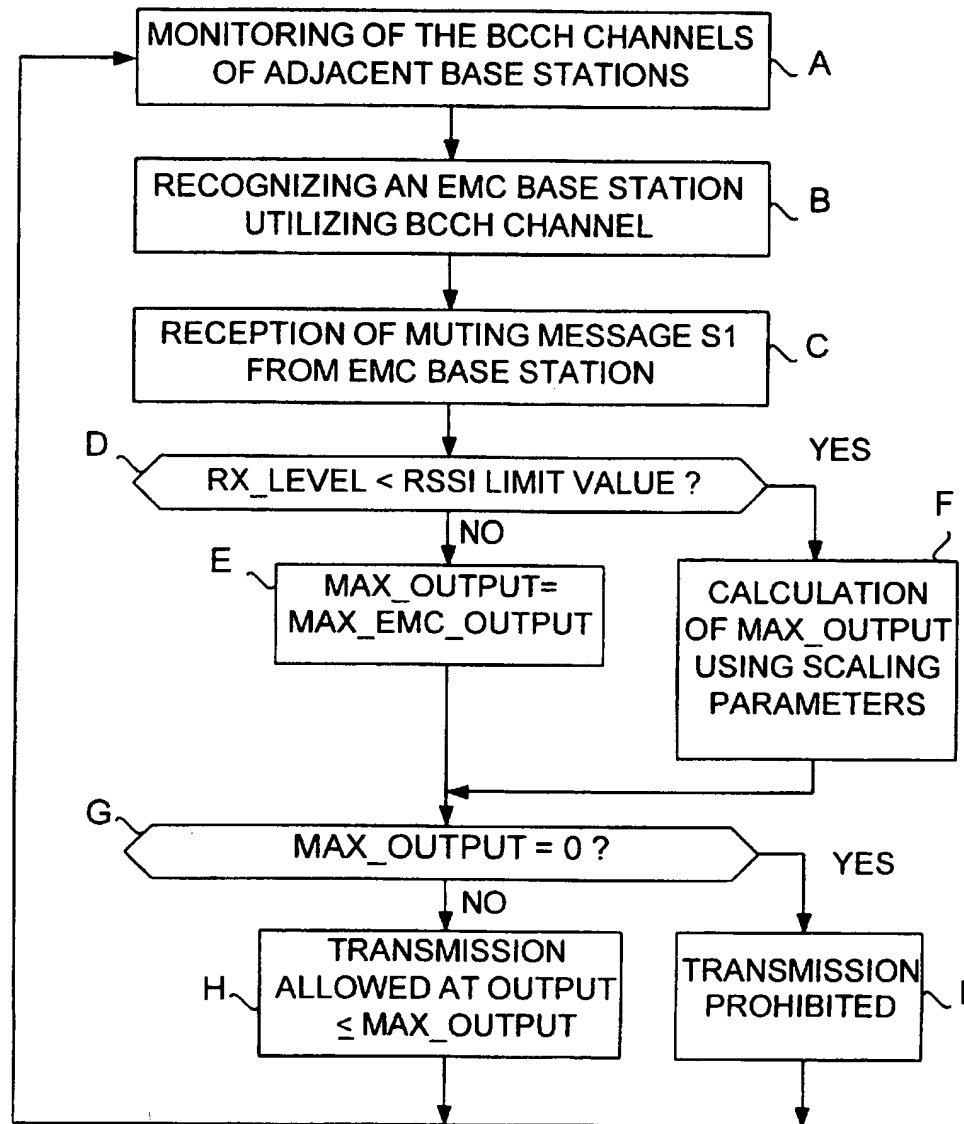 MONITORING OF THE BCCH CHANNELS
OF ADJACENT BASE STATIONS
A
RECOGNIZING AN EMC BASE STATION
UTILIZING BCCH CHANNEL
B
RECEPTION OF MUTING MESSAGE S1
FROM EMC BASE STATION
C
D
RX_LEVEL < RSSI LIMIT VALUE ?
YES
NO
E
MAX_OUTPUT=
MAX_EMC_OUTPUT
F
CALCULATION
OF MAX_OUTPUT
USING SCALING
PARAMETERS
G
MAX_OUTPUT = 0 ?
YES
NO
H
TRANSMISSION
ALLOWED AT OUTPUT
≤ MAX_OUTPUT
TRANSMISSION
PROHIBITED
I